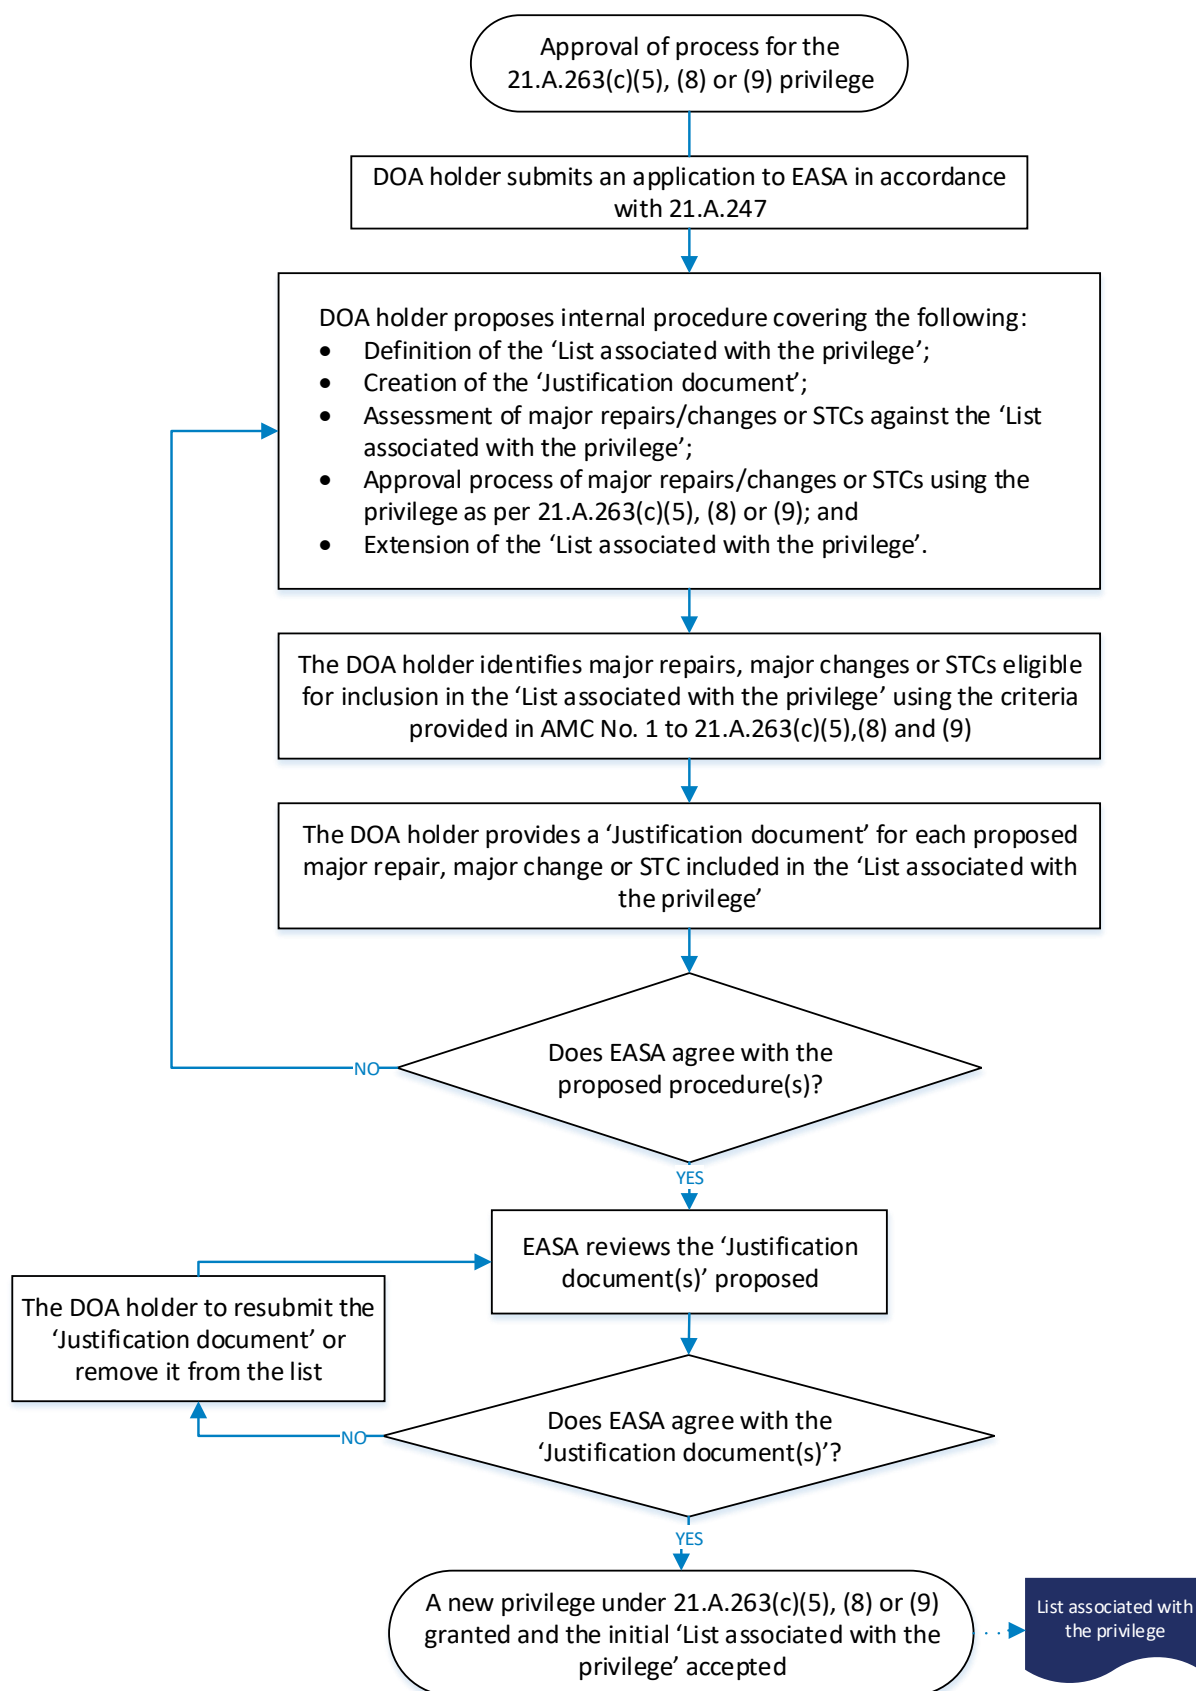 Approval of process for the
21.A.263(c)(5), (8) or (9) privilege
DOA holder submits an application to EASA in accordance
with 21.A.247
DOA holder proposes internal procedure covering the following:
• Definition of the ‘List associated with the privilege’;
• Creation of the ‘Justification document’;
• Assessment of major repairs/changes or STCs against the ‘List
associated with the privilege’;
• Approval process of major repairs/changes or STCs using the
privilege as per 21.A.263(c)(5), (8) or (9); and
• Extension of the ‘List associated with the privilege’.
The DOA holder identifies major repairs, major changes or STCs eligible
for inclusion in the ‘List associated with the privilege’ using the criteria
provided in AMC No. 1 to 21.A.263(c)(5),(8) and (9)
The DOA holder provides a ‘Justification document’ for each proposed
major repair, major change or STC included in the ‘List associated with
the privilege’
Does EASA agree with the
proposed procedure(s)?
NO
YES
EASA reviews the ‘Justification
document(s)’ proposed
The DOA holder to resubmit the
‘Justification document’ or
remove it from the list
Does EASA agree with the
‘Justification document(s)’?
NO
YES
A new privilege under 21.A.263(c)(5), (8) or (9)
granted and the initial ‘List associated with the
privilege’ accepted
List associated with
the privilege